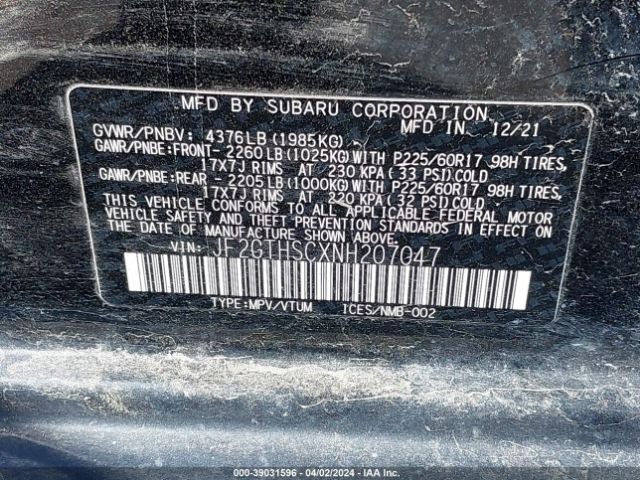 MFD BY SUBARU CORPORATION
GVWR/PNBV: 4376LB(1985KG) MFD IN 12/21
GAWR/PNBE:FRONT-2260LB(1025KG)WITH P225/60R17 98H TIRES,
17X7J RIMS AT 230 KPA(33 PSI)COLD
GAWR/PNBE:REAR -2205LB(1000KG)WITH P225/60R17 98H TIRES,
17X7J RIMS AT 220 KPA(32 PSI)COLD
THIS VEHICLE CONFORMS TO ALL APPLICABLE FEDERAL MOTOR
VEHICLE SAFETY AND THEFT PREVENTION STANDARDS IN EFFECT ON
THE DATE OF MANUFACTURE SHOWN ABOVE.
VIN: JF2GTHSCXNH207047
TYPE:MPV/VTUM ICES/NMB-002
000-39031596 - 04/02/2024 - IAA Inc.